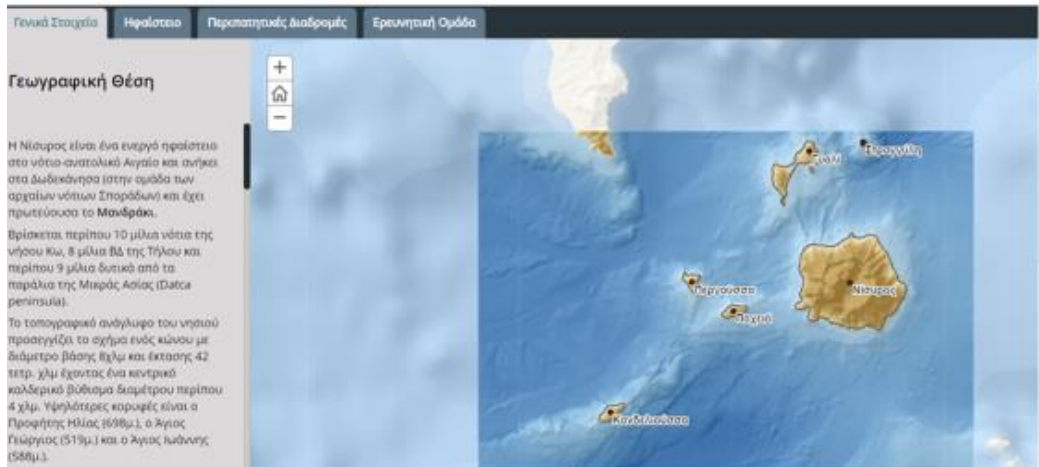 Γενικά Στοιχεία
Ηφαίστειο
Περιπατητικές Διαδρομές
Ερευνητική Ομάδα
Γεωγραφική Θέση
Η Νίσυρος είναι ένα ενεργό ηφαίστειο
στο νότιο-ανατολικό Αιγαίο και ανήκει
στα Δωδεκάνησα (στην ομάδα των
αρχαίων νότιων Σποράδων) και έχει
πρωτεύουσα το Μανδράκι.
Βρίσκεται περίπου 10 μίλια νότια της
νήσου Κω, 8 μίλια ΒΔ της Τήλου και
περίπου 9 μίλια δυτικά από τα
παράλια της Μικράς Ασίας (Datca
peninsula).
Το τοπογραφικό ανάγλυφο του νησιού
προσεγγίζει το σχήμα ενός κώνου με
διάμετρο βάσης 8χλμ και έκτασης 42
τετρ. χλμ έχοντας ένα κεντρικό
καλδερικό βύθισμα διαμέτρου περίπου
4 χλμ. Υψηλότερες κορυφές είναι ο
Προφήτης Ηλίας (698μ.), ο Άγιος
Γεώργιος (519μ.) και ο Άγιος Ιωάννης
(588μ.).
+
−
Γυαλί
Στρογγύλη
Περγούσσα
Παχειά
Νίσυρος
Κανδελιούσσα